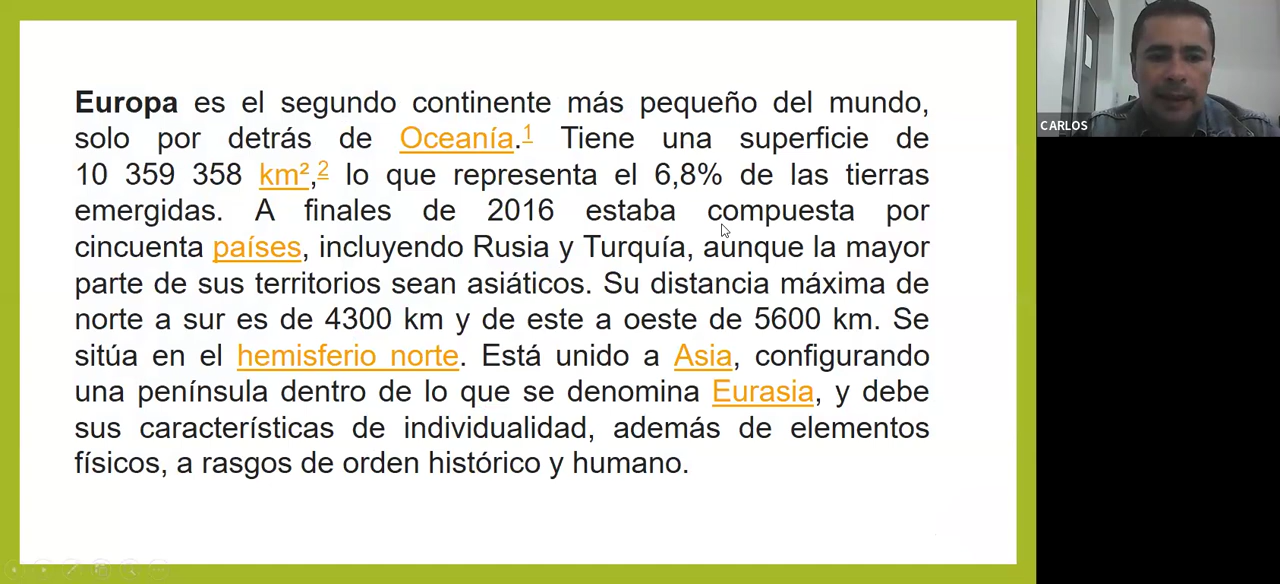 Europa es el segundo continente más pequeño del mundo,
solo por detrás de Oceanía.1 Tiene una superficie de
10 359 358 km²,2 lo que representa el 6,8% de las tierras
emergidas. A finales de 2016 estaba compuesta por
cincuenta países, incluyendo Rusia y Turquía, aunque la mayor
parte de sus territorios sean asiáticos. Su distancia máxima de
norte a sur es de 4300 km y de este a oeste de 5600 km. Se
sitúa en el hemisferio norte. Está unido a Asia, configurando
una península dentro de lo que se denomina Eurasia, y debe
sus características de individualidad, además de elementos
físicos, a rasgos de orden histórico y humano.
CARLOS